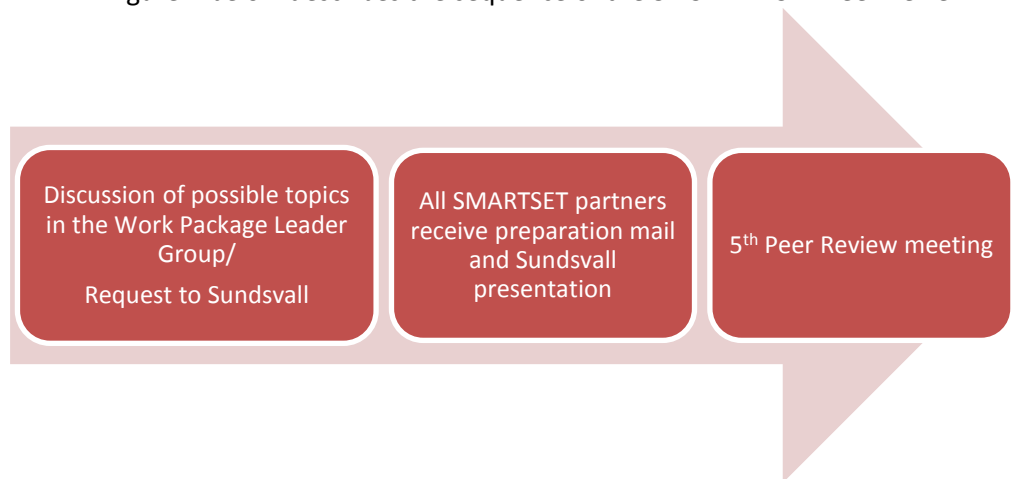 Discussion of possible topics
in the Work Package Leader
Group/
Request to Sundsvall
All SMARTSET partners
receive preparation mail
and Sundsvall
presentation
5th Peer Review meeting